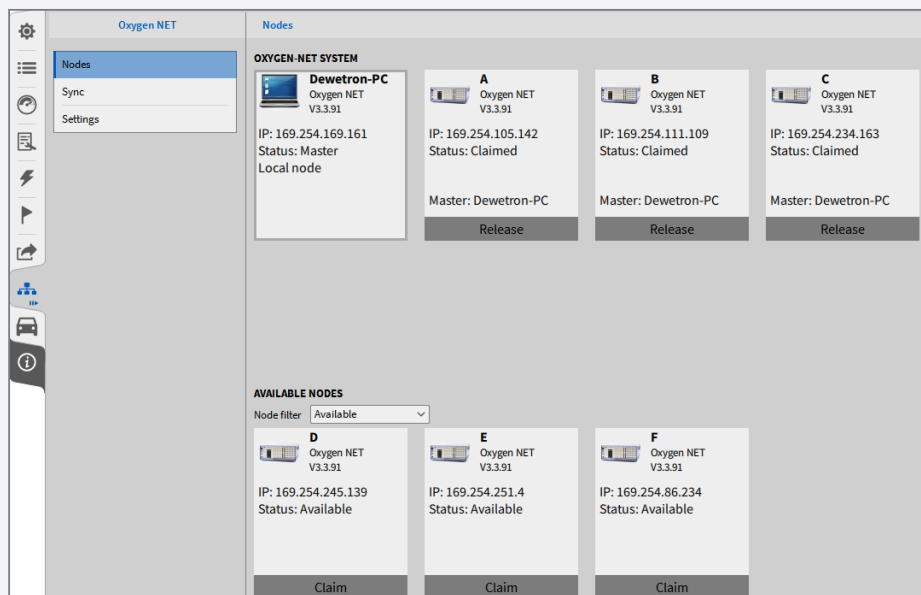 Oxygen NET
Nodes
Nodes
Sync
Settings
OXYGEN-NET SYSTEM
Dewetron-PC
Oxygen NET
V3.3.91
IP: 169.254.169.161
Status: Master
Local node
A
Oxygen NET
V3.3.91
IP: 169.254.105.142
Status: Claimed
Master: Dewetron-PC
Release
B
Oxygen NET
V3.3.91
IP: 169.254.111.109
Status: Claimed
Master: Dewetron-PC
Release
C
Oxygen NET
V3.3.91
IP: 169.254.234.163
Status: Claimed
Master: Dewetron-PC
Release
AVAILABLE NODES
Node filter Available
D
Oxygen NET
V3.3.91
IP: 169.254.245.139
Status: Available
Claim
E
Oxygen NET
V3.3.91
IP: 169.254.251.4
Status: Available
Claim
F
Oxygen NET
V3.3.91
IP: 169.254.86.234
Status: Available
Claim